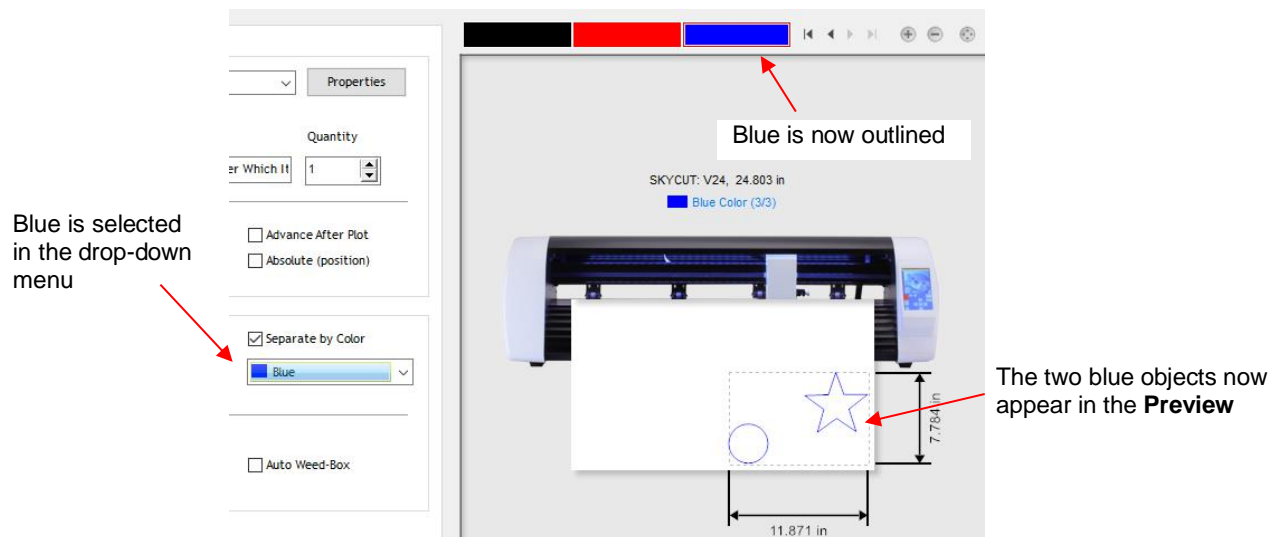 Properties
Blue is now outlined
Quantity
er Which It
1
SKYCUT: V24, 24.803 in
Blue Color (3/3)
Blue is selected
in the drop-down
menu
Advance After Plot
Absolute (position)
Separate by Color
Blue
The two blue objects now
appear in the Preview
7.784 in
Auto Weed-Box
11.871 in